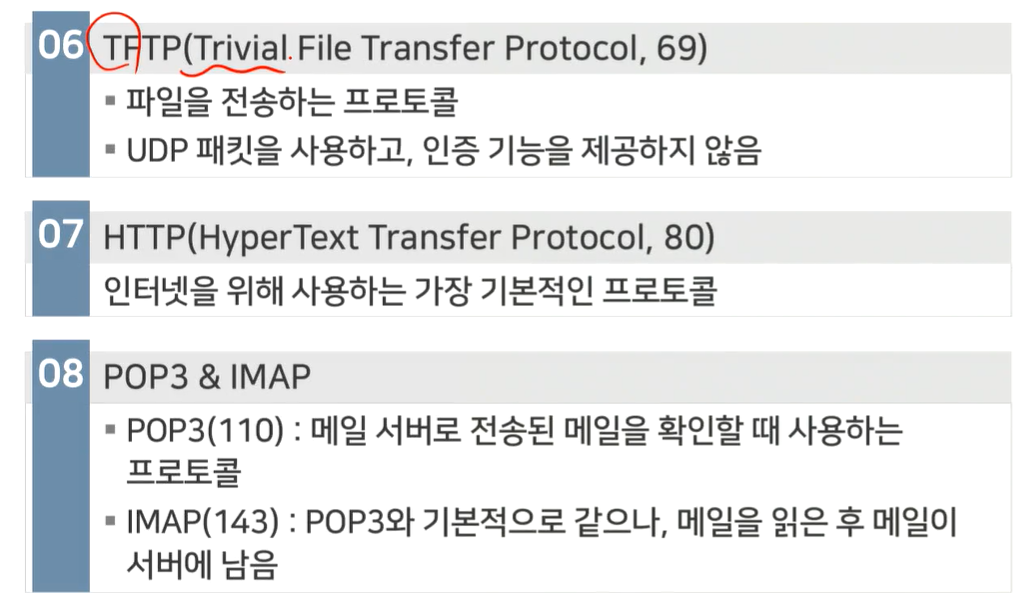 06 TFTP(Trivial File Transfer Protocol, 69)
▪ 파일을 전송하는 프로토콜
▪ UDP 패킷을 사용하고, 인증 기능을 제공하지 않음
07 HTTP(HyperText Transfer Protocol, 80)
인터넷을 위해 사용하는 가장 기본적인 프로토콜
08 POP3 & IMAP
▪ POP3(110) : 메일 서버로 전송된 메일을 확인할 때 사용하는
프로토콜
▪ IMAP(143) : POP3와 기본적으로 같으나, 메일을 읽은 후 메일이
서버에 남음